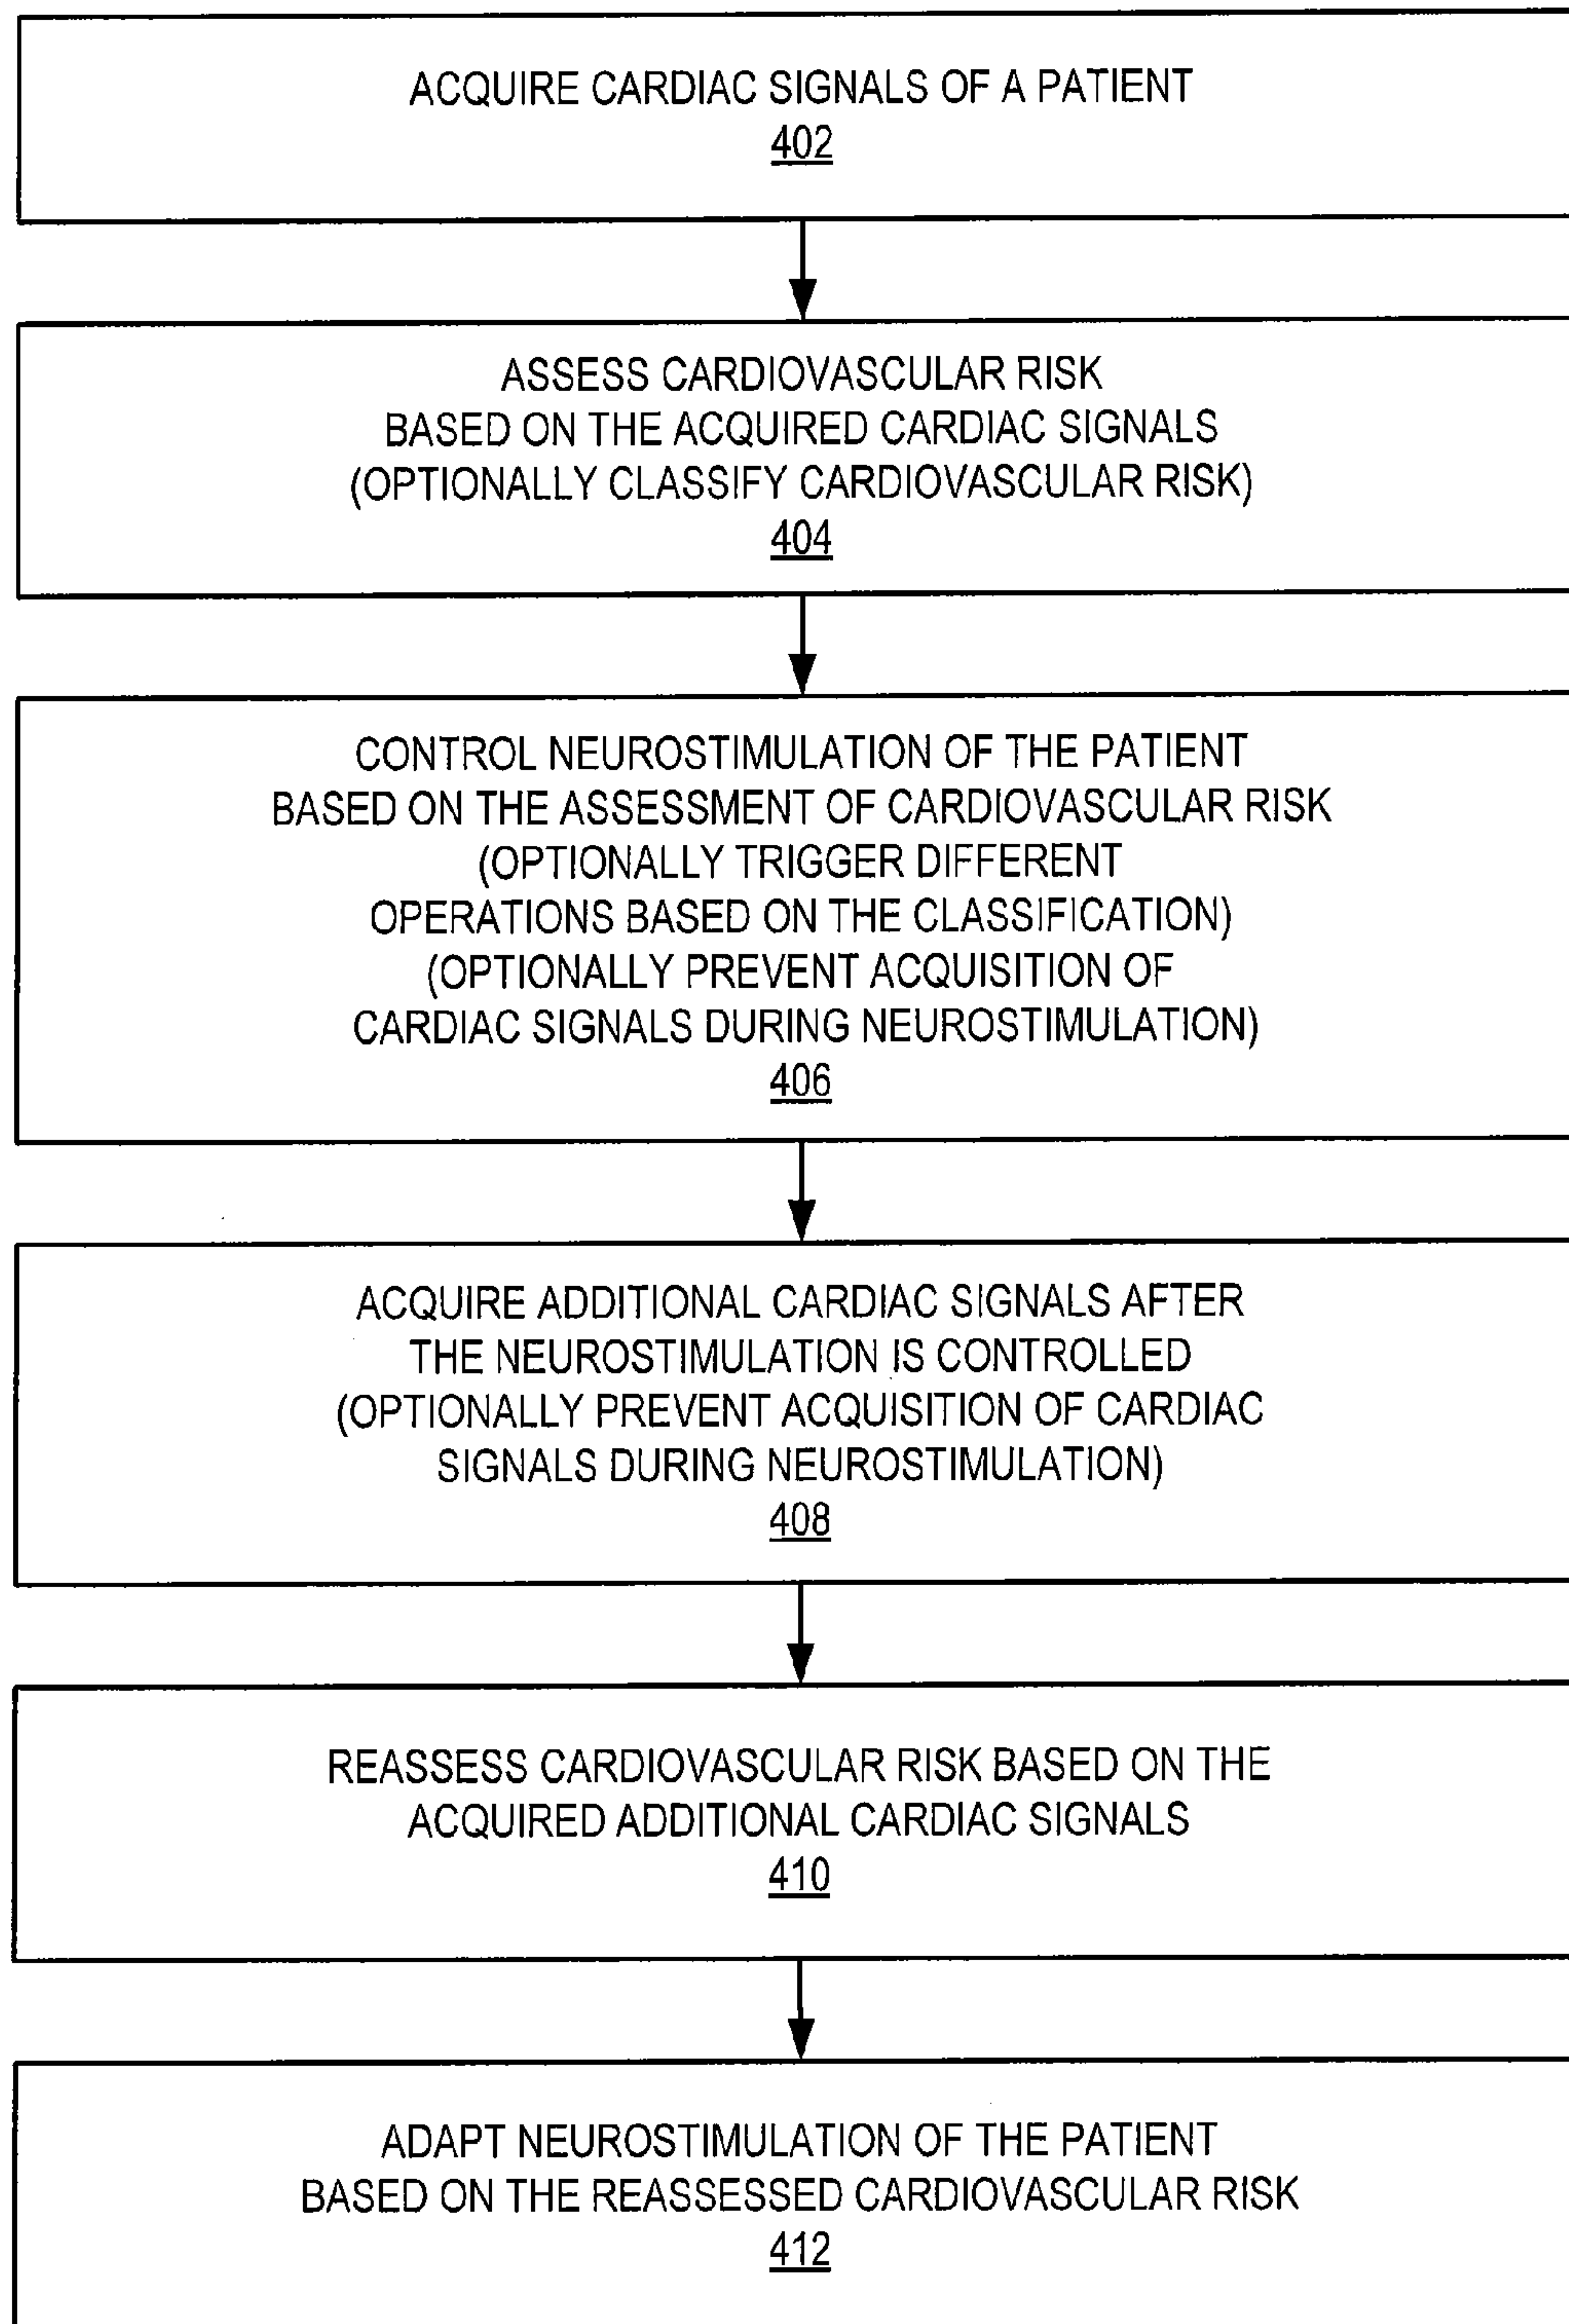 ACQUIRE CARDIAC SIGNALS OF A PATIENT
402
ASSESS CARDIOVASCULAR RISK
BASED ON THE ACQUIRED CARDIAC SIGNALS
(OPTIONALLY CLASSIFY CARDIOVASCULAR RISK)
404
CONTROL NEUROSTIMULATION OF THE PATIENT
BASED ON THE ASSESSMENT OF CARDIOVASCULAR RISK
(OPTIONALLY TRIGGER DIFFERENT
OPERATIONS BASED ON THE CLASSIFICATION)
(OPTIONALLY PREVENT ACQUISITION OF
CARDIAC SIGNALS DURING NEUROSTIMULATION)
406
ACQUIRE ADDITIONAL CARDIAC SIGNALS AFTER
THE NEUROSTIMULATION IS CONTROLLED
(OPTIONALLY PREVENT ACQUISITION OF CARDIAC
SIGNALS DURING NEUROSTIMULATION)
408
REASSESS CARDIOVASCULAR RISK BASED ON THE
ACQUIRED ADDITIONAL CARDIAC SIGNALS
410
ADAPT NEUROSTIMULATION OF THE PATIENT
BASED ON THE REASSESSED CARDIOVASCULAR RISK
412